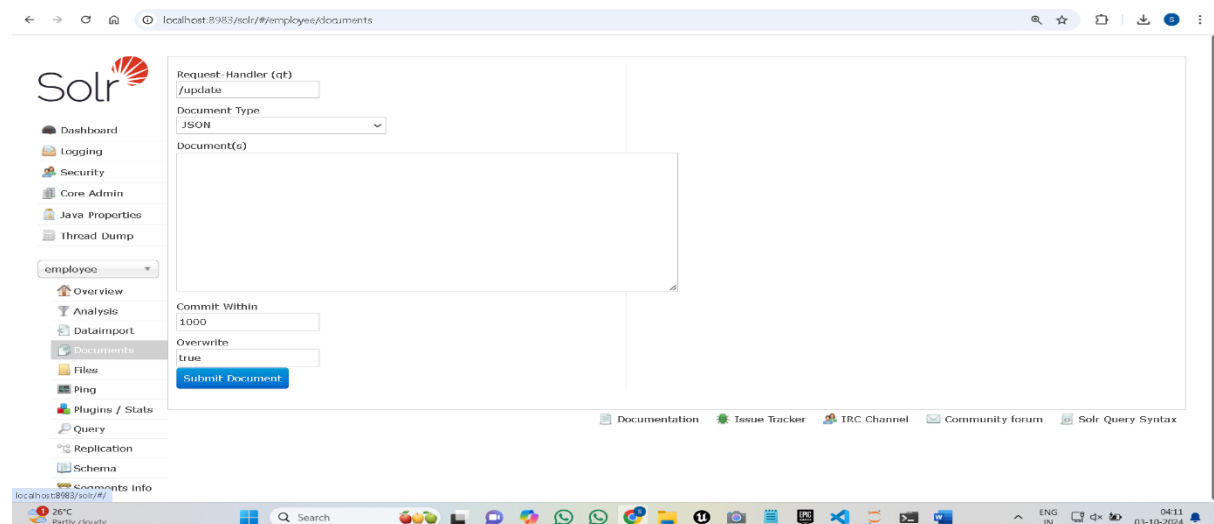 localhost:8983/solr/#/employee/documents
S
Solr
Dashboard
Logging
Security
Core Admin
Java Properties
Thread Dump
employee
Overview
Analysis
Dataimport
Documents
Files
Ping
Plugins / Stats
Query
Replication
Schema
Segments info
Request-Handler (qt)
/update
Document Type
JSON
Document(s)
Commit Within
1000
Overwrite
true
Submit Document
Documentation
Issue Tracker
IRC Channel
Community forum
Solr Query Syntax
localhost:8983/solr/#/
1
26°C
Partly cloudy
Search
EPIC
ENG
IN
04:11
03-10-2024